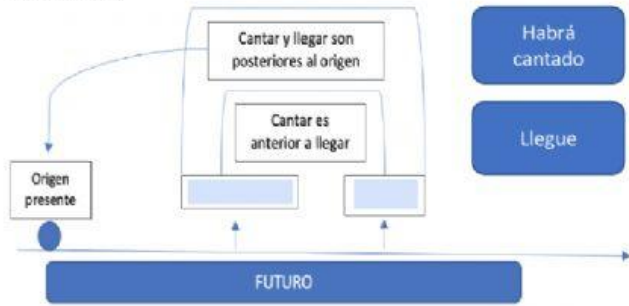 Cantar y llegar son
posteriores al origen
Habrá
cantado
Cantar es
anterior a llegar
Llegue
Origen
presente
FUTURO